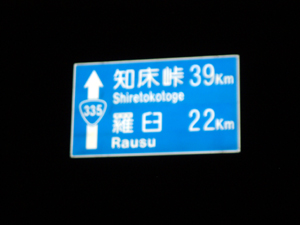 知床峠 39Km
Shiretokotoge
335
羅臼 22Km
Rausu